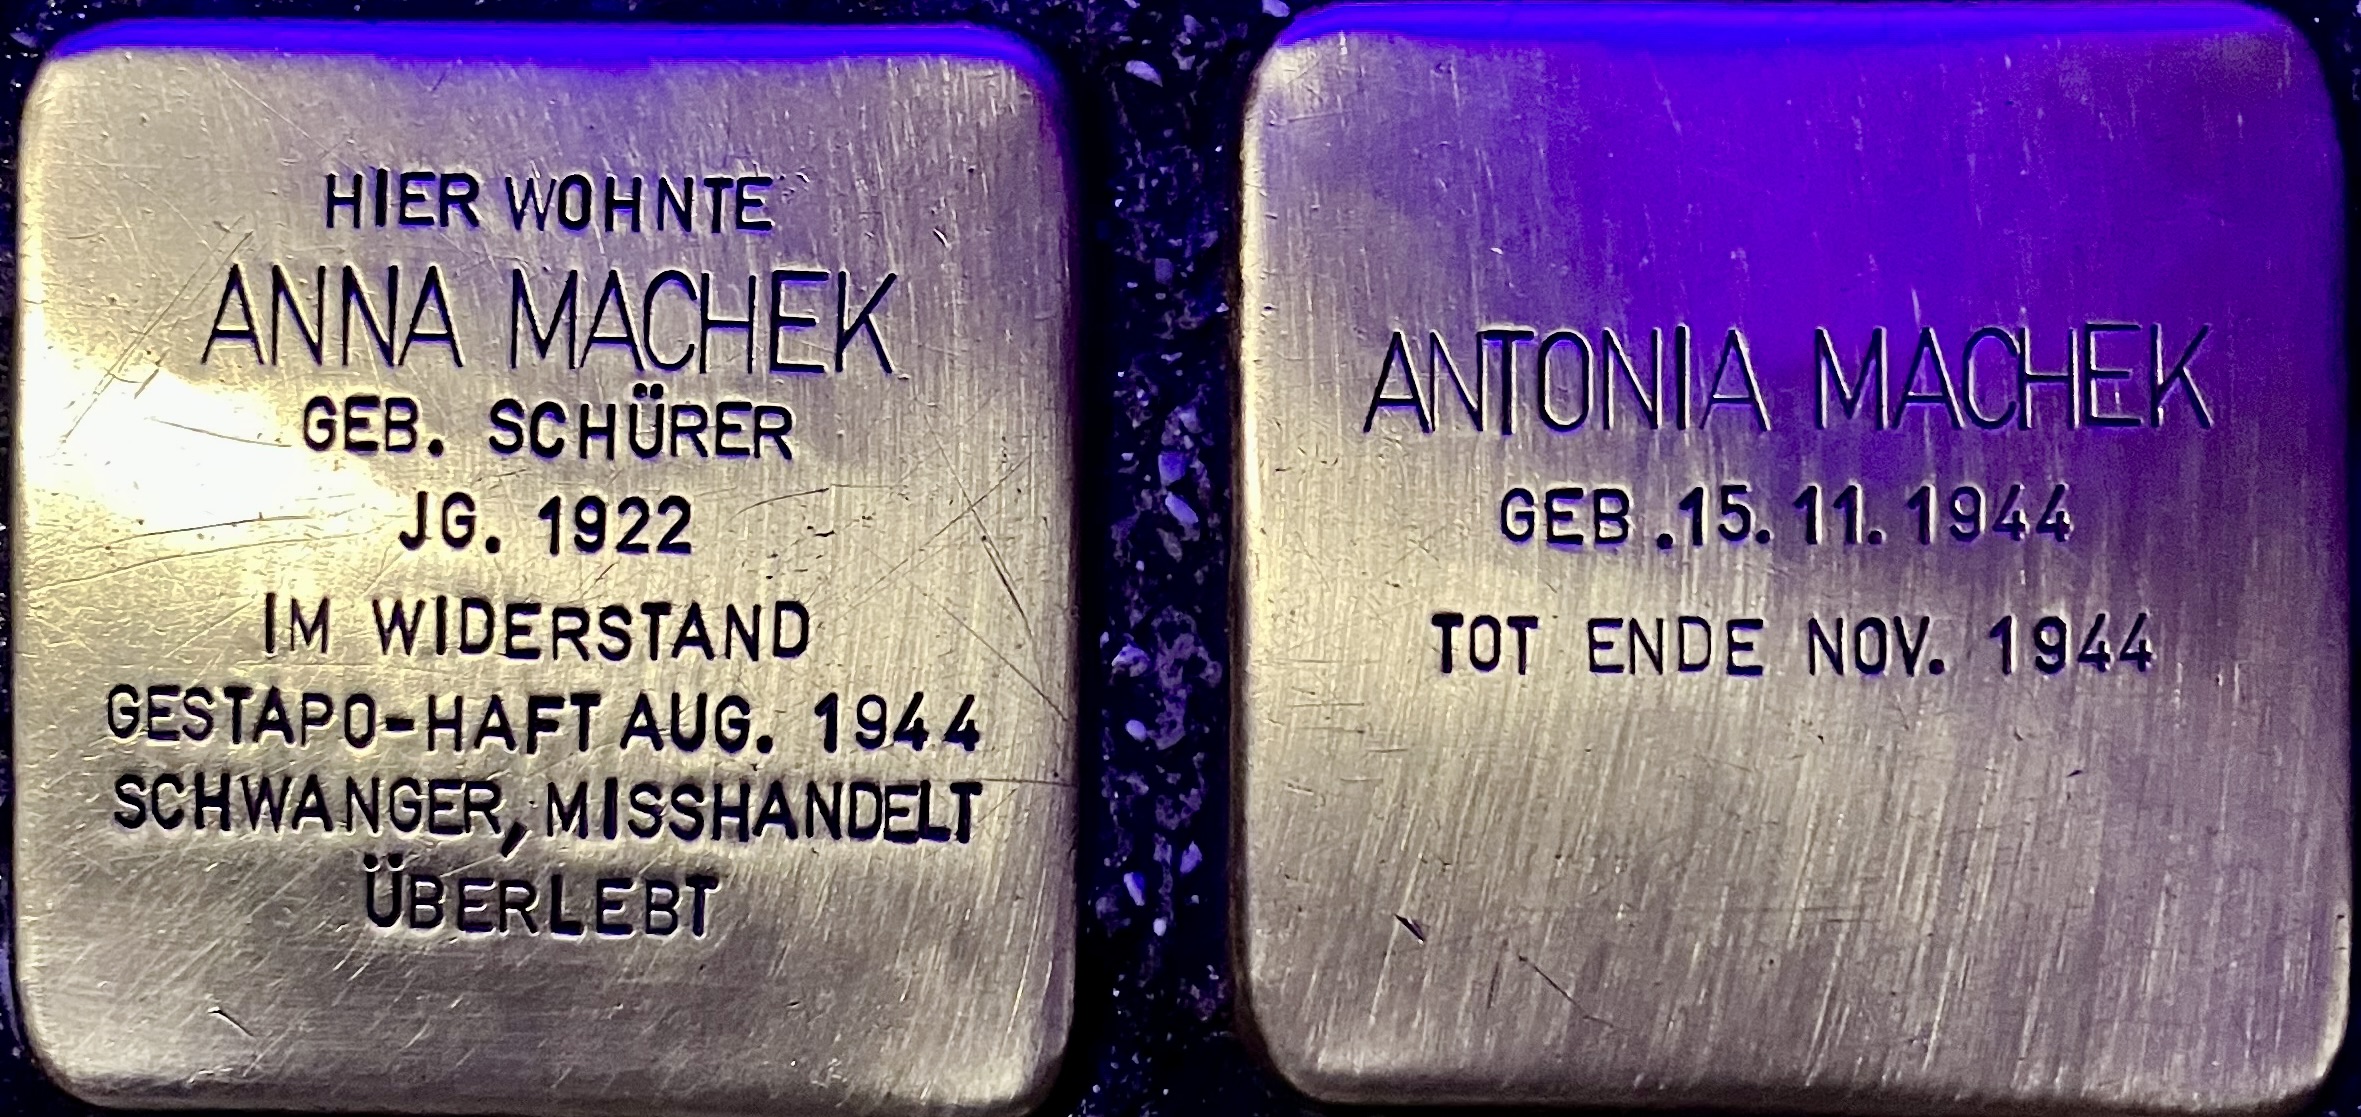 HIER WOHNTE
ANNA MACHEK
GEB. SCHÜRER
JG. 1922
IM WIDERSTAND
GESTAPO-HAFT AUG. 1944
SCHWANGER, MISSHANDELT
ÜBERLEBT
ANTONIA MACHEK
GEB .15. 11. 1944
TOT ENDE NOV. 1944